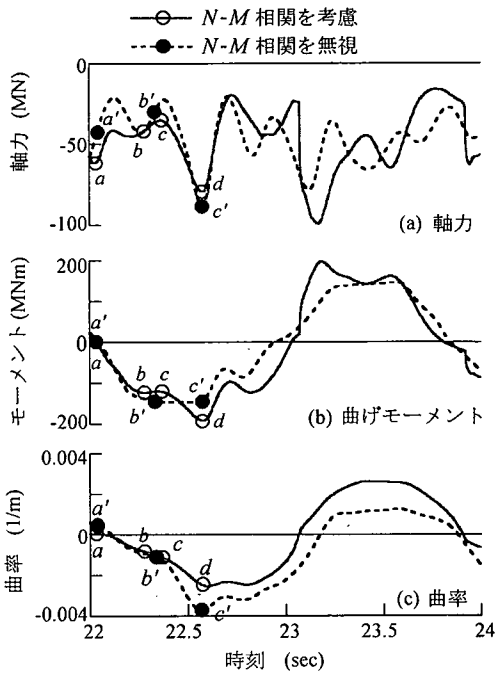 N-M 相関を考慮
N-M 相関を無視
0
-50
-100
軸力 (MN)
a'
a
b'
b
c
d
c'
(a) 軸力
200
0
-200
モーメント(MNm)
a'
a
b
c
b'
c'
d
(b) 曲げモーメント
0.004
0
-0.004
曲率 (1/m)
a'
a
b
c
b'
d
c'
(c) 曲率
22 22.5 23 23.5 24
時刻 (sec)